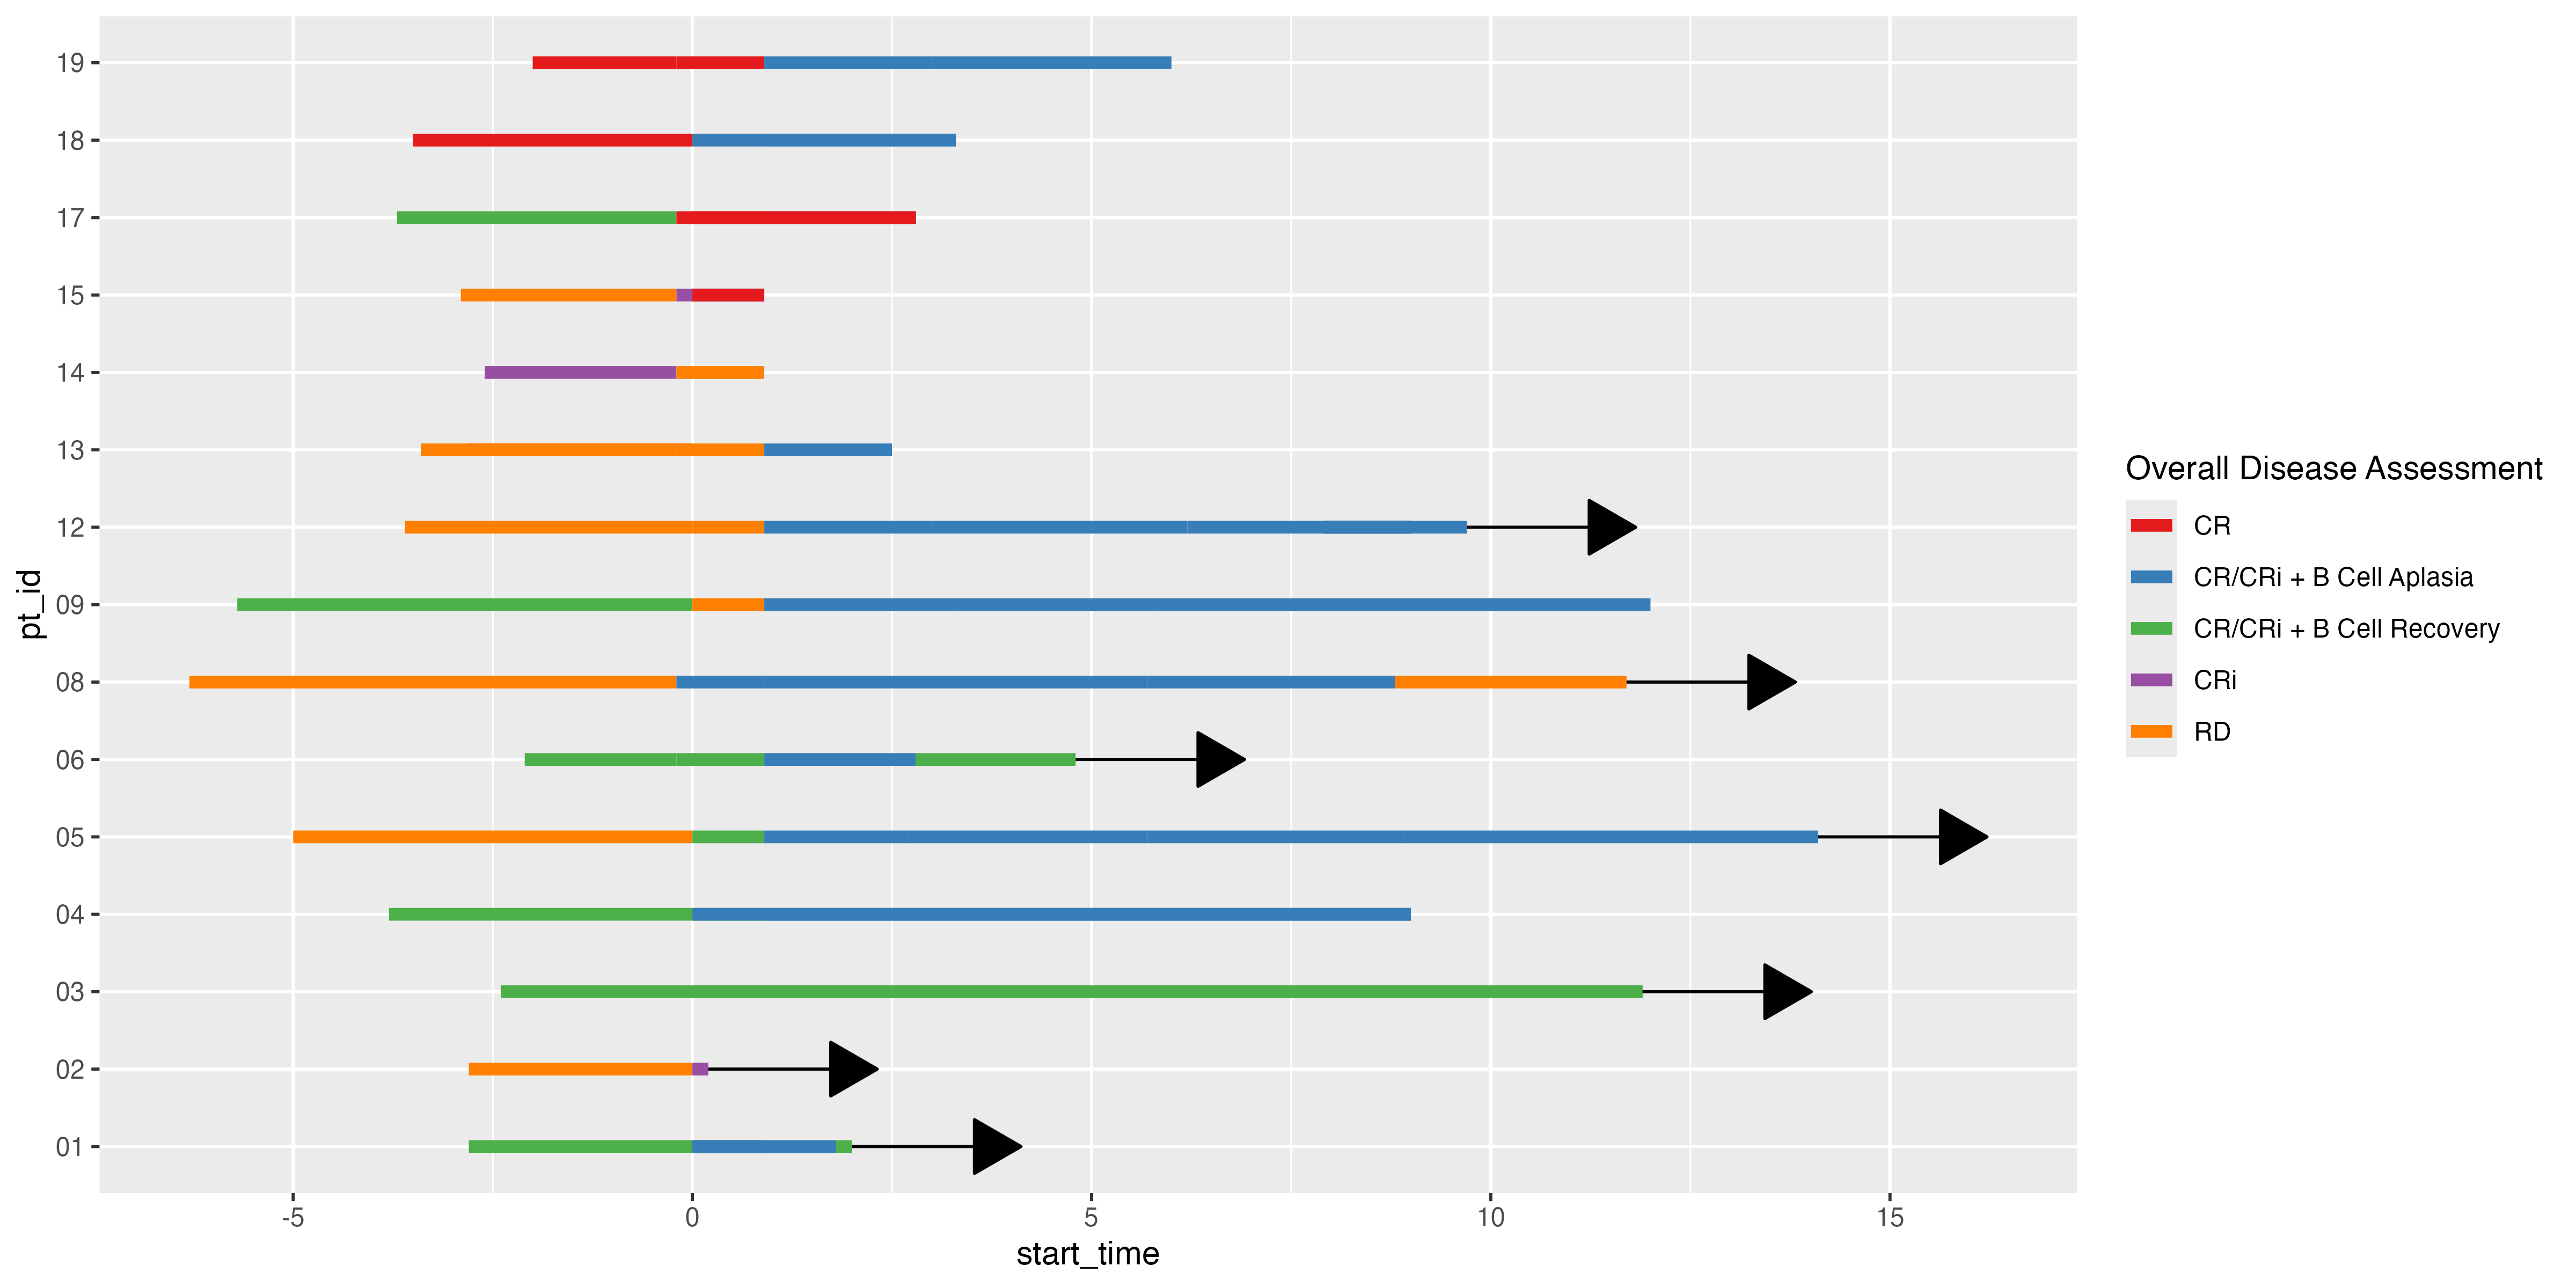 19
18
17
15
14
13
12
09
08
06
05
04
03
02
01
pt_id
-5
0
5
10
15
start_time
Overall Disease Assessment
CR
CR/CRi + B Cell Aplasia
CR/CRi + B Cell Recovery
CRi
RD